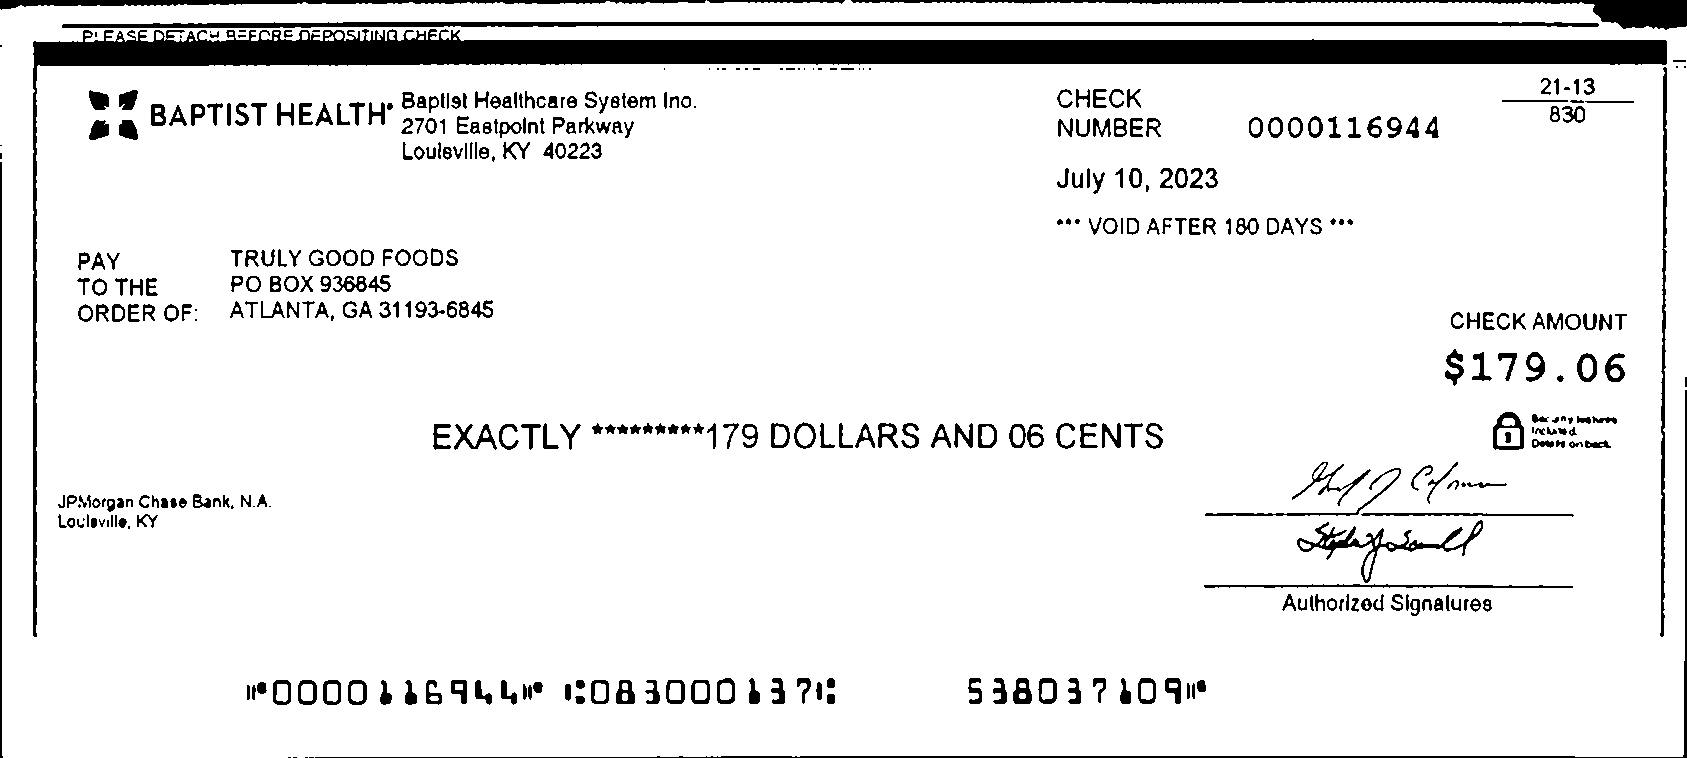 PLEASE DETACH BEFORE DEPOSITING CHECK
BAPTIST HEALTH
Baptist Healthcare System Inc.
2701 Eastpoint Parkway
Louisville, KY 40223
CHECK
NUMBER 0000116944
21-13
830
July 10, 2023
*** VOID AFTER 180 DAYS ***
PAY
TO THE
ORDER OF:
TRULY GOOD FOODS
PO BOX 936845
ATLANTA, GA 31193-6845
CHECK AMOUNT
$179.06
EXACTLY *********179 DOLLARS AND 06 CENTS
Security features
included.
Details on back.
JPMorgan Chase Bank, N.A.
Louisville, KY
Authorized Signatures
⑈0000116944⑈ ⑆083000137⑆ 538037109⑈